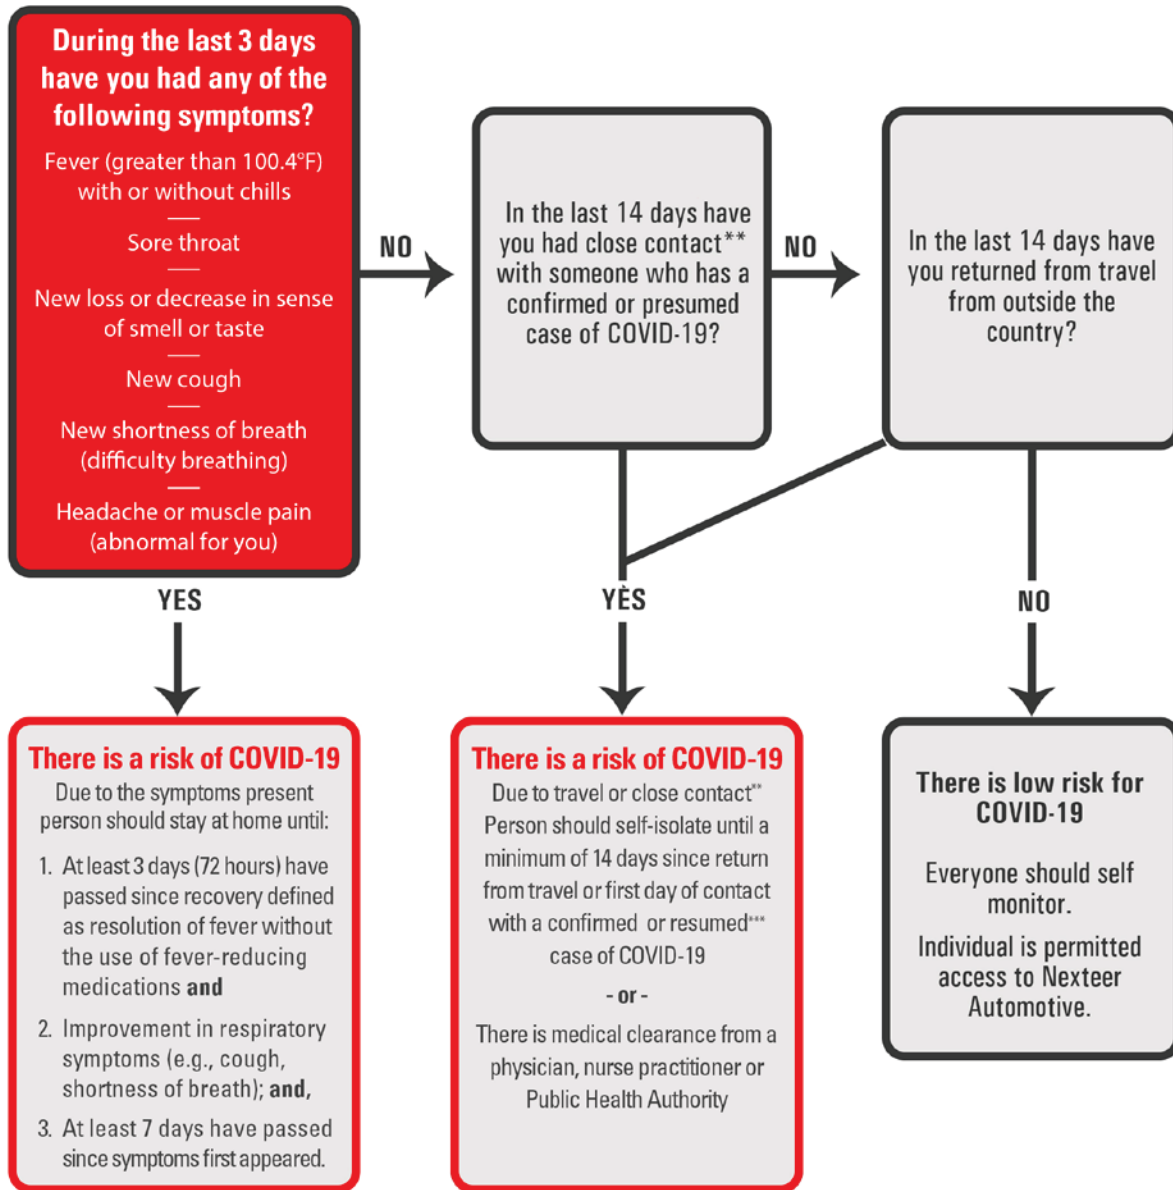 During the last 3 days
have you had any of the
following symptoms?
Fever (greater than 100.4°F)
with or without chills
Sore throat
New loss or decrease in sense
of smell or taste
New cough
New shortness of breath
(difficulty breathing)
Headache or muscle pain
(abnormal for you)
NO
In the last 14 days have
you had close contact**
with someone who has a
confirmed or presumed
case of COVID-19?
NO
In the last 14 days have
you returned from travel
from outside the
country?
YES
YES
NO
There is a risk of COVID-19
Due to the symptoms present
person should stay at home until:
1. At least 3 days (72 hours) have
passed since recovery defined
as resolution of fever without
the use of fever-reducing
medications and
2. Improvement in respiratory
symptoms (e.g., cough,
shortness of breath); and,
3. At least 7 days have passed
since symptoms first appeared.
There is a risk of COVID-19
Due to travel or close contact**
Person should self-isolate until a
minimum of 14 days since return
from travel or first day of contact
with a confirmed or resumed***
case of COVID-19
- or -
There is medical clearance from a
physician, nurse practitioner or
Public Health Authority
There is low risk for
COVID-19
Everyone should self
monitor.
Individual is permitted
access to Nexteer
Automotive.